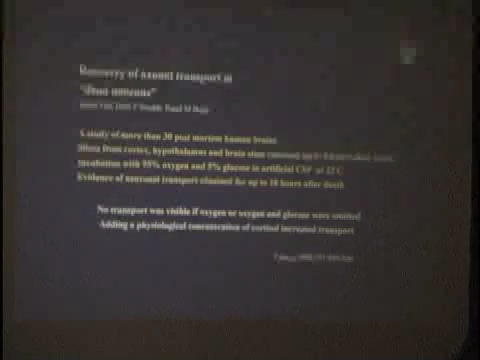 Recovery of axonal transport in
"dead neurons"
A study of more than 30 post mortem human brains
Slices from cortex, hypothalamus and brain stem
incubation with 95% oxygen and 5% glucose in artificial CSF at 22 C
Evidence of neuronal transport obtained for up to 18 hours after death
No transport was visible if oxygen or oxygen and glucose were omitted
Adding a physiological concentration of cortisol increased transport